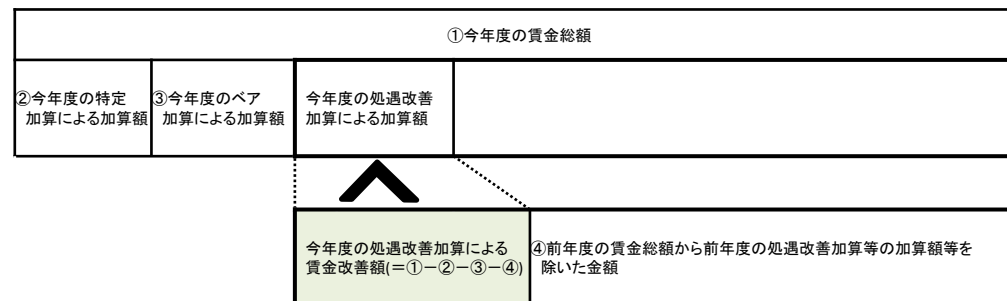 ①今年度の賃金総額
②今年度の特定
加算による加算額
③今年度のベア
加算による加算額
今年度の処遇改善
加算による加算額
今年度の処遇改善加算による
賃金改善額(=①-②-③-④)
④前年度の賃金総額から前年度の処遇改善加算等の加算額等を
除いた金額